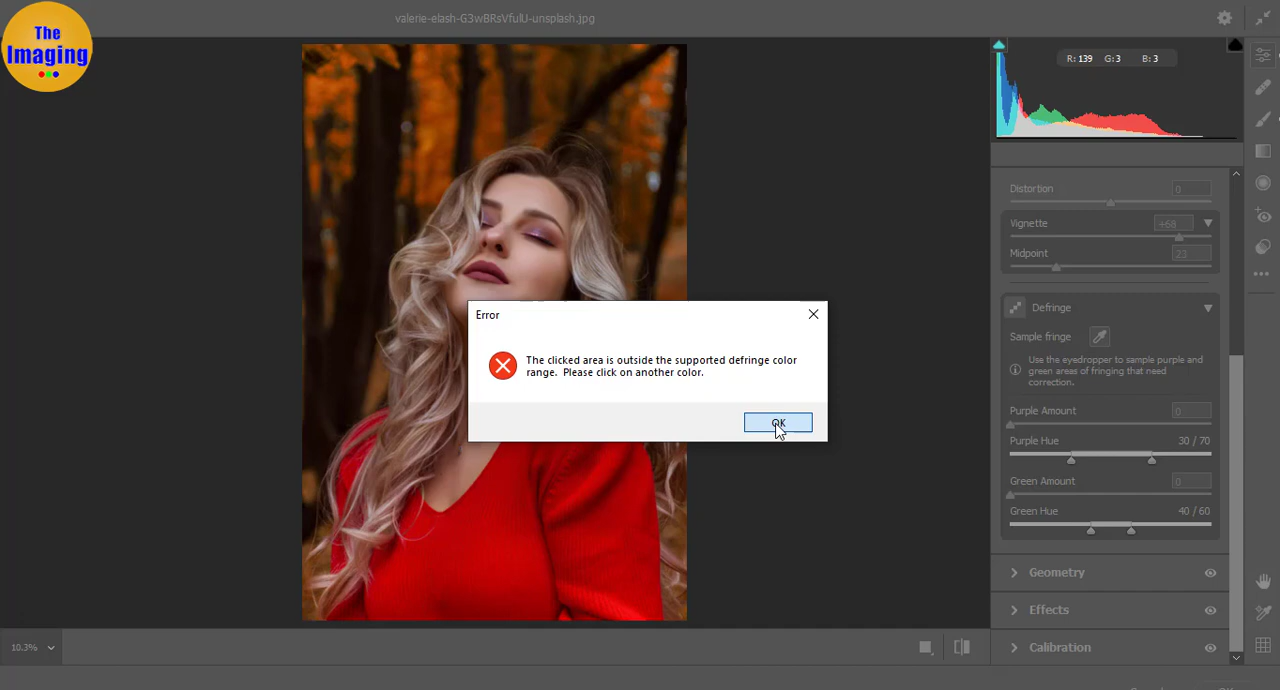 The
Imaging
valerie-elash-G3wBRsVfulU-unsplash.jpg
R: 139 G: 3 B: 3
Distortion 0
Vignette +68
Midpoint 23
Defringe
Sample fringe
Use the eyedropper to sample purple and
green areas of fringing that need
correction.
Purple Amount 0
Purple Hue 30 / 70
Green Amount 0
Green Hue 40 / 60
Geometry
Effects
Calibration
Error
The clicked area is outside the supported defringe color
range. Please click on another color.
OK
10.3%